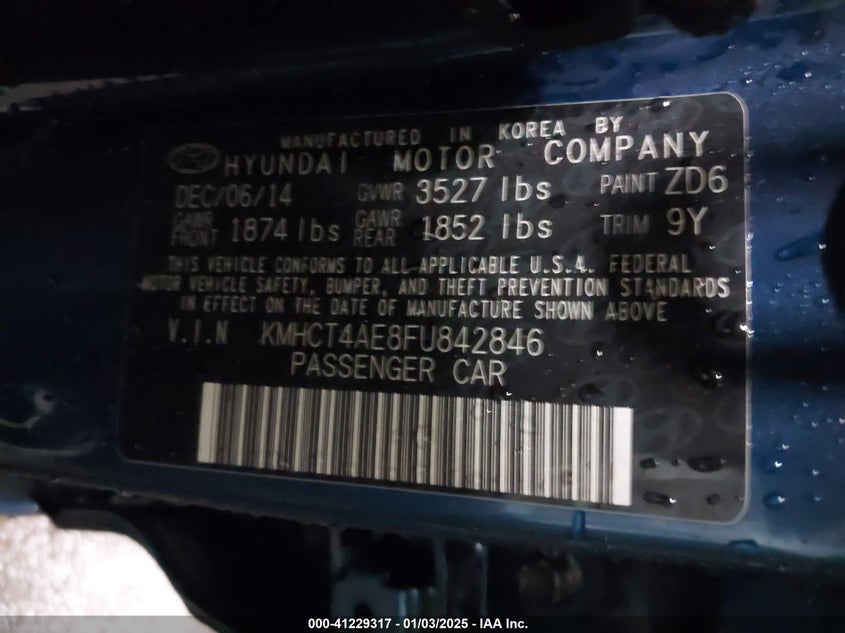 MANUFACTURED IN KOREA BY
HYUNDAI MOTOR COMPANY
DEC/06/14 GVWR 3527 lbs PAINT ZD6
GAWR FRONT 1874 lbs GAWR REAR 1852 lbs TRIM 9Y
THIS VEHICLE CONFORMS TO ALL APPLICABLE U.S.A. FEDERAL
MOTOR VEHICLE SAFETY, BUMPER, AND THEFT PREVENTION STANDARDS
IN EFFECT ON THE DATE OF MANUFACTURE SHOWN ABOVE
V.I.N KMHCT4AE8FU842846
PASSENGER CAR
000-41229317 - 01/03/2025 - IAA Inc.